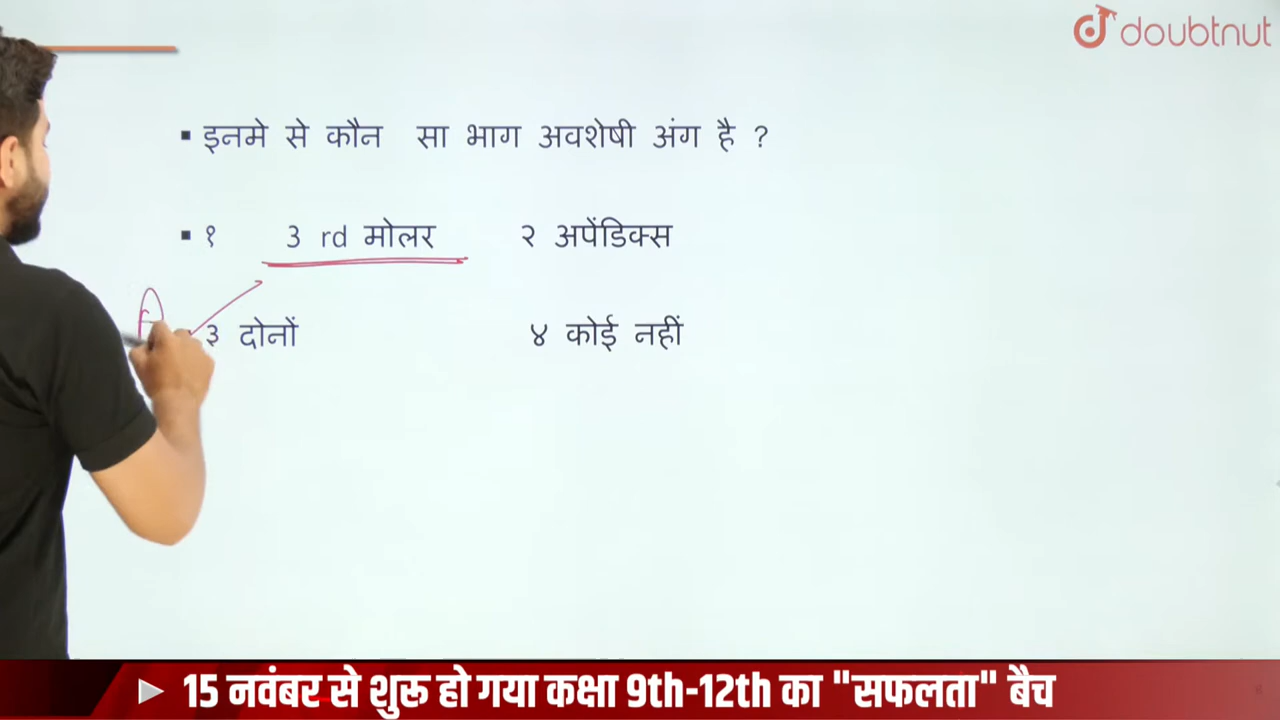 doubtnut
▪ इनमे से कौन सा भाग अवशेषी अंग है ?
▪ १ 3 rd मोलर २ अपेंडिक्स
३ दोनों ४ कोई नहीं
15 नवंबर से शुरू हो गया कक्षा 9th-12th का "सफलता" बैच